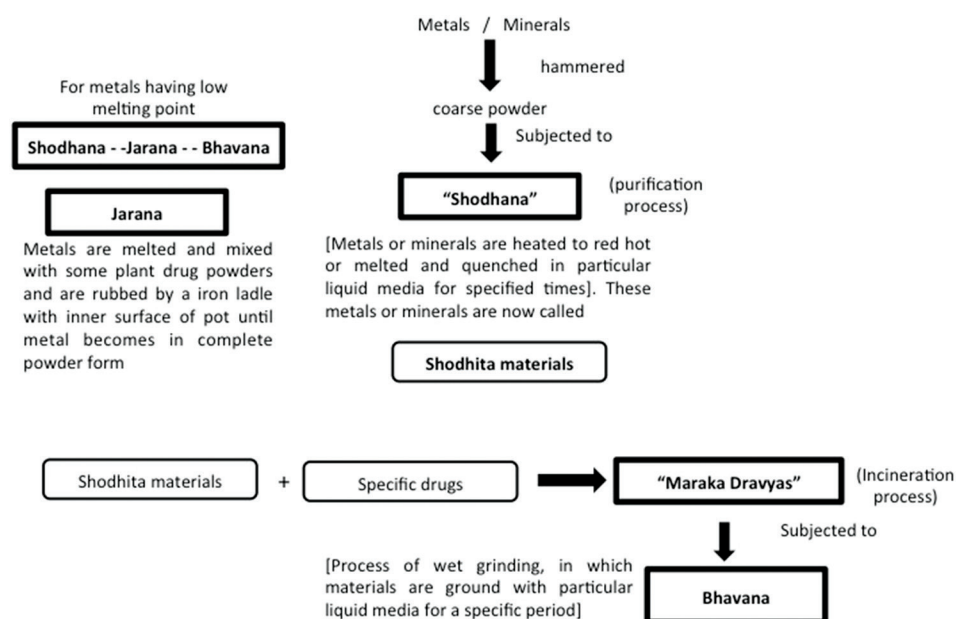 Metals / Minerals
hammered
coarse powder
Subjected to
“Shodhana”
(purification
process)
[Metals or minerals are heated to red hot
or melted and quenched in particular
liquid media for specified times]. These
metals or minerals are now called
Shodhita materials
For metals having low
melting point
Shodhana - -Jarana - - Bhavana
Jarana
Metals are melted and mixed
with some plant drug powders
and are rubbed by a iron ladle
with inner surface of pot until
metal becomes in complete
powder form
Shodhita materials + Specific drugs
“Maraka Dravyas”
(Incineration
process)
Subjected to
[Process of wet grinding, in which
materials are ground with particular
liquid media for a specific period]
Bhavana